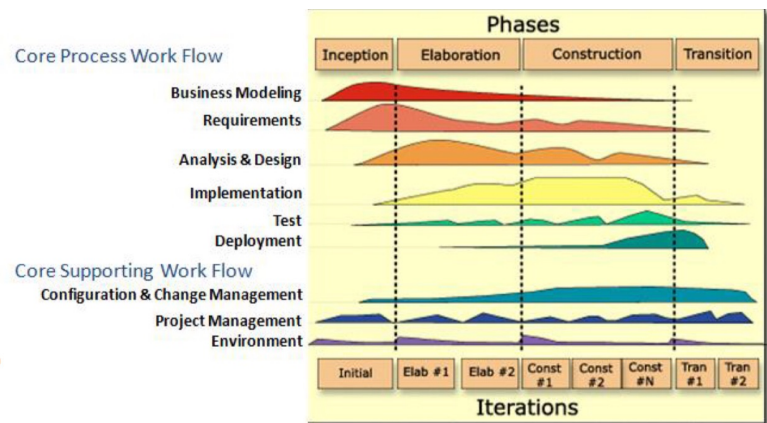 Phases
Core Process Work Flow
Inception Elaboration Construction Transition
Business Modeling
Requirements
Analysis & Design
Implementation
Test
Deployment
Core Supporting Work Flow
Configuration & Change Management
Project Management
Environment
Initial Elab #1 Elab #2 Const #1 Const #2 Const #N Tran #1 Tran #2
Iterations